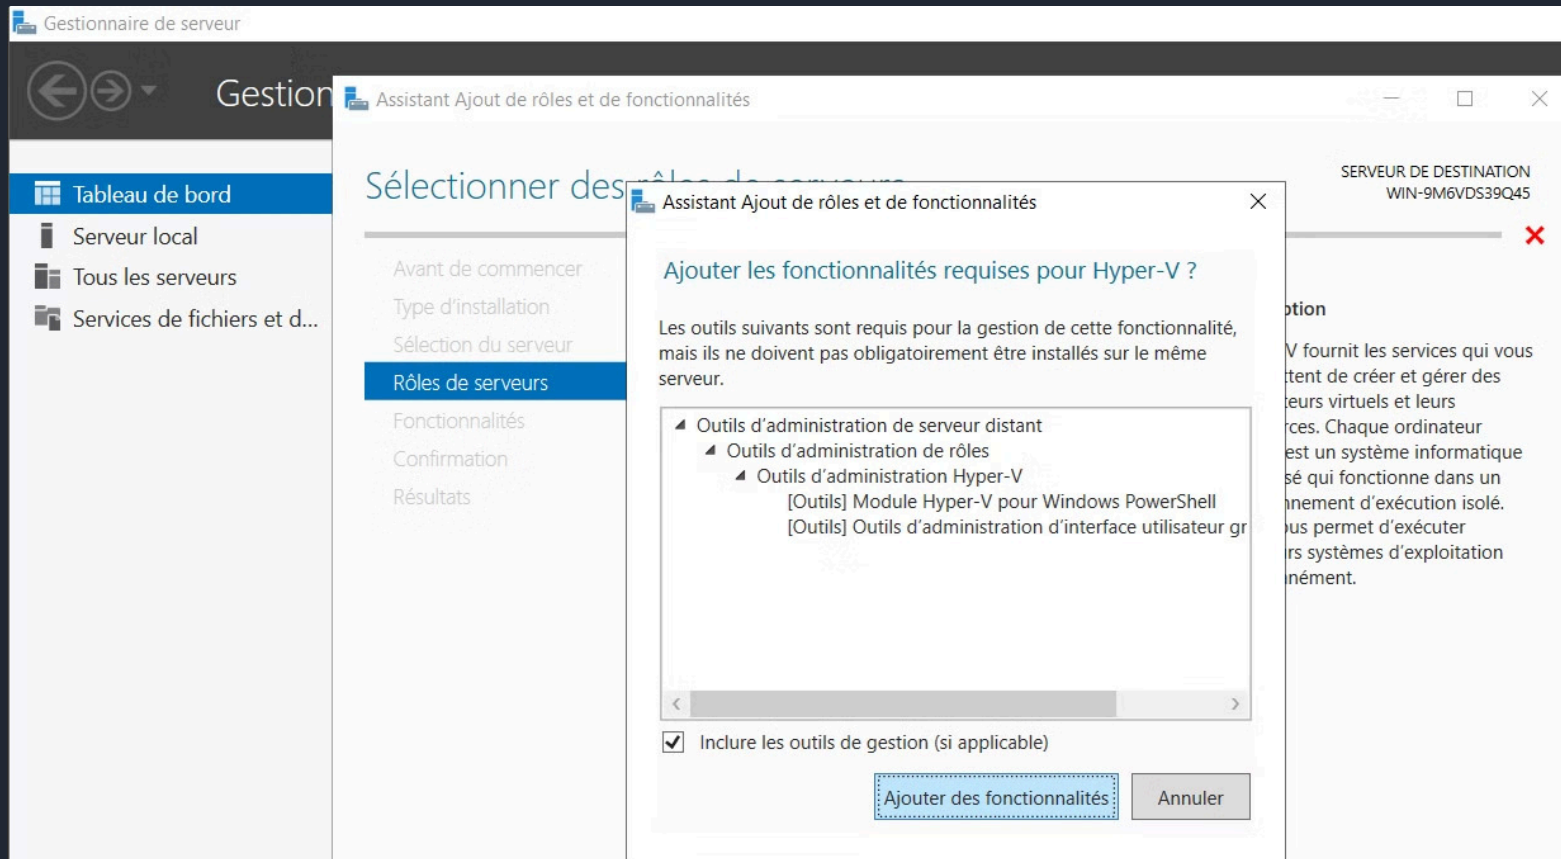 Gestionnaire de serveur
Gestion
Assistant Ajout de rôles et de fonctionnalités
Tableau de bord
Serveur local
Tous les serveurs
Services de fichiers et d...
Sélectionner des rôles de serveurs
SERVEUR DE DESTINATION
WIN-9M6VDS39Q45
Avant de commencer
Type d'installation
Sélection du serveur
Rôles de serveurs
Fonctionnalités
Confirmation
Résultats
Assistant Ajout de rôles et de fonctionnalités
Ajouter les fonctionnalités requises pour Hyper-V ?
Les outils suivants sont requis pour la gestion de cette fonctionnalité,
mais ils ne doivent pas obligatoirement être installés sur le même
serveur.
Outils d'administration de serveur distant
Outils d'administration de rôles
Outils d'administration Hyper-V
[Outils] Module Hyper-V pour Windows PowerShell
[Outils] Outils d'administration d'interface utilisateur gr
Inclure les outils de gestion (si applicable)
Ajouter des fonctionnalités
Annuler
ption
V fournit les services qui vous
ttent de créer et gérer des
teurs virtuels et leurs
rces. Chaque ordinateur
est un système informatique
sé qui fonctionne dans un
nnement d'exécution isolé.
ous permet d'exécuter
irs systèmes d'exploitation
nément.